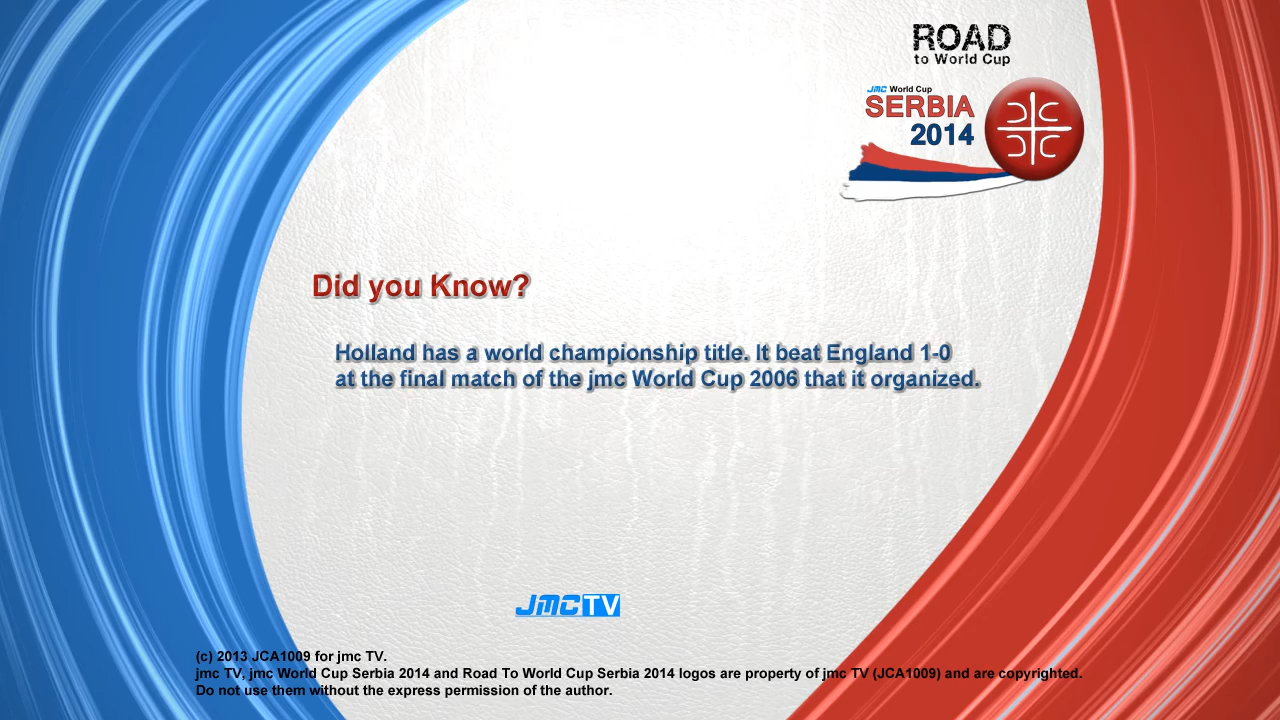 ROAD
to World Cup
JMC World Cup
SERBIA
2014
Did you Know?
Holland has a world championship title. It beat England 1-0
at the final match of the jmc World Cup 2006 that it organized.
JMCTV
(c) 2013 JCA1009 for jmc TV.
jmc TV, jmc World Cup Serbia 2014 and Road To World Cup Serbia 2014 logos are property of jmc TV (JCA1009) and are copyrighted.
Do not use them without the express permission of the author.